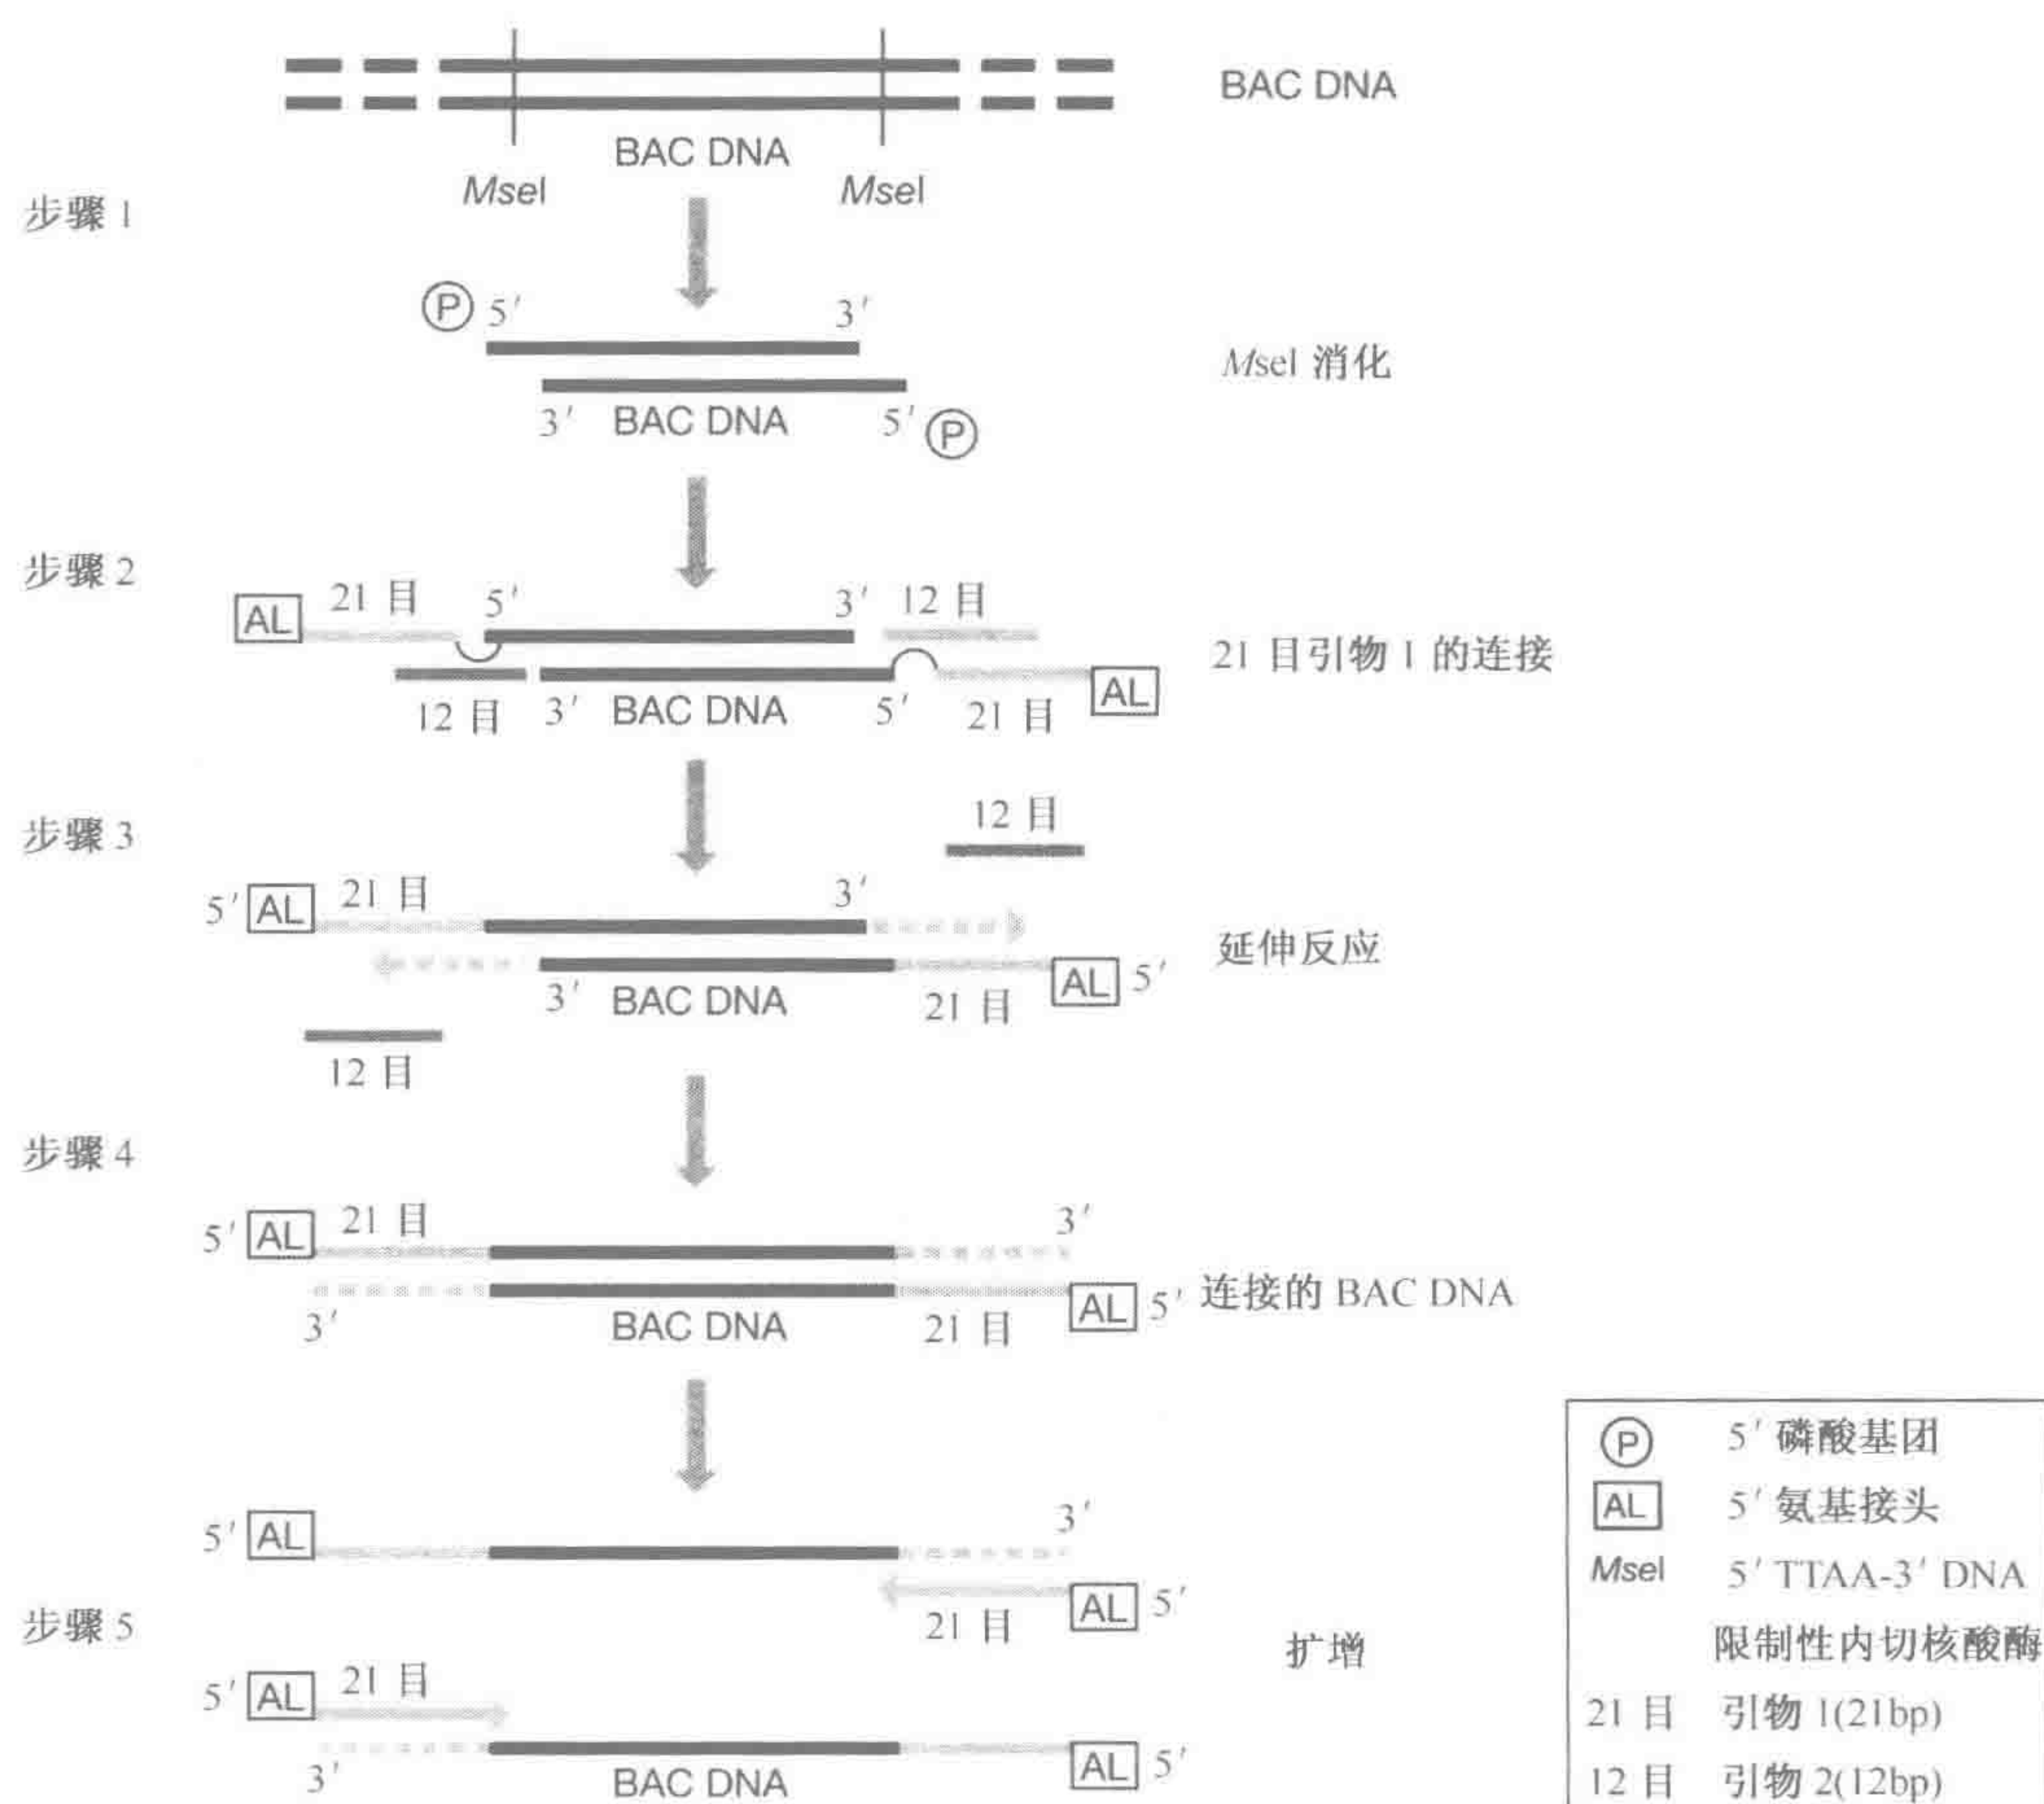 BAC DNA
BAC DNA
MseI MseI
步骤 1
P 5′ 3′
MseI 消化
3′ BAC DNA 5′ P
步骤 2
AL 21 目 5′ 3′ 12 目
21 目引物 1 的连接
12 目 3′ BAC DNA 5′ 21 目 AL
步骤 3
12 目
5′ AL 21 目 3′
延伸反应
3′ BAC DNA 21 目 AL 5′
12 目
步骤 4
5′ AL 21 目 3′
连接的 BAC DNA
3′ BAC DNA 21 目 AL 5′
5′ AL 3′
步骤 5
21 目 AL 5′
扩增
5′ AL 21 目
3′ BAC DNA AL 5′
P 5′ 磷酸基团
AL 5′ 氨基接头
MseI 5′ TTAA-3′ DNA
限制性内切核酸酶
21 目 引物 1(21bp)
12 目 引物 2(12bp)